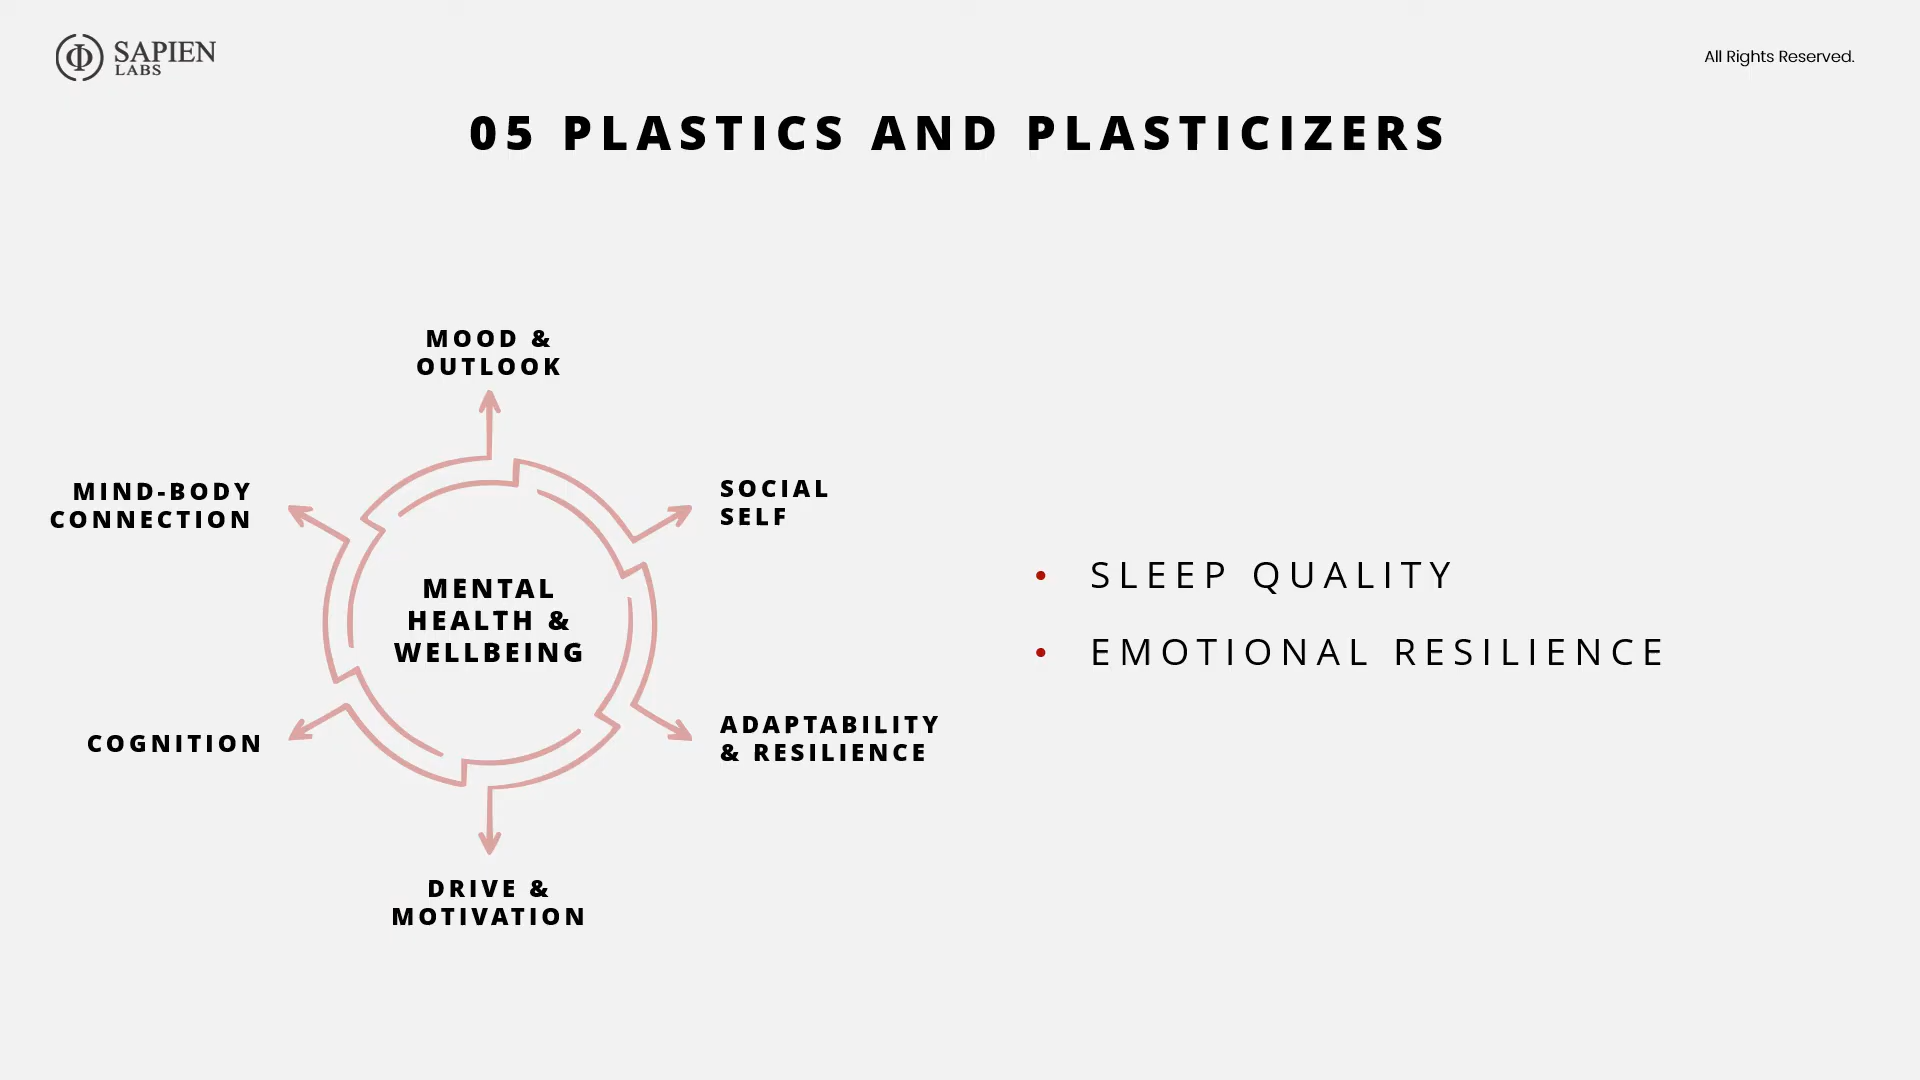 SAPIEN
LABS
All Rights Reserved.
05 PLASTICS AND PLASTICIZERS
MOOD &
OUTLOOK
MIND-BODY
CONNECTION
SOCIAL
SELF
MENTAL
HEALTH &
WELLBEING
COGNITION
ADAPTABILITY
& RESILIENCE
DRIVE &
MOTIVATION
• SLEEP QUALITY
• EMOTIONAL RESILIENCE